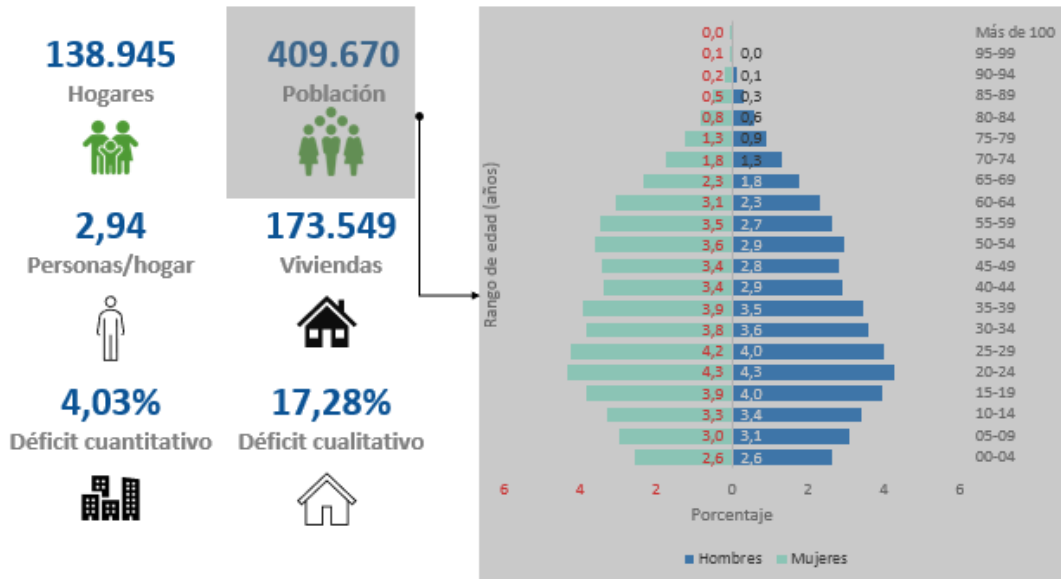 138.945
Hogares
409.670
Población
2,94
Personas/hogar
173.549
Viviendas
4,03%
Déficit cuantitativo
17,28%
Déficit cualitativo
Rango de edad (años)
0,0 Más de 100
0,1 0,0 95-99
0,2 0,1 90-94
0,5 0,3 85-89
0,8 0,6 80-84
1,3 0,9 75-79
1,8 1,3 70-74
2,3 1,8 65-69
3,1 2,3 60-64
3,5 2,7 55-59
3,6 2,9 50-54
3,4 2,8 45-49
3,4 2,9 40-44
3,9 3,5 35-39
3,8 3,6 30-34
4,2 4,0 25-29
4,3 4,3 20-24
3,9 4,0 15-19
3,3 3,4 10-14
3,0 3,1 05-09
2,6 2,6 00-04
6 4 2 0 2 4 6
Porcentaje
Hombres Mujeres